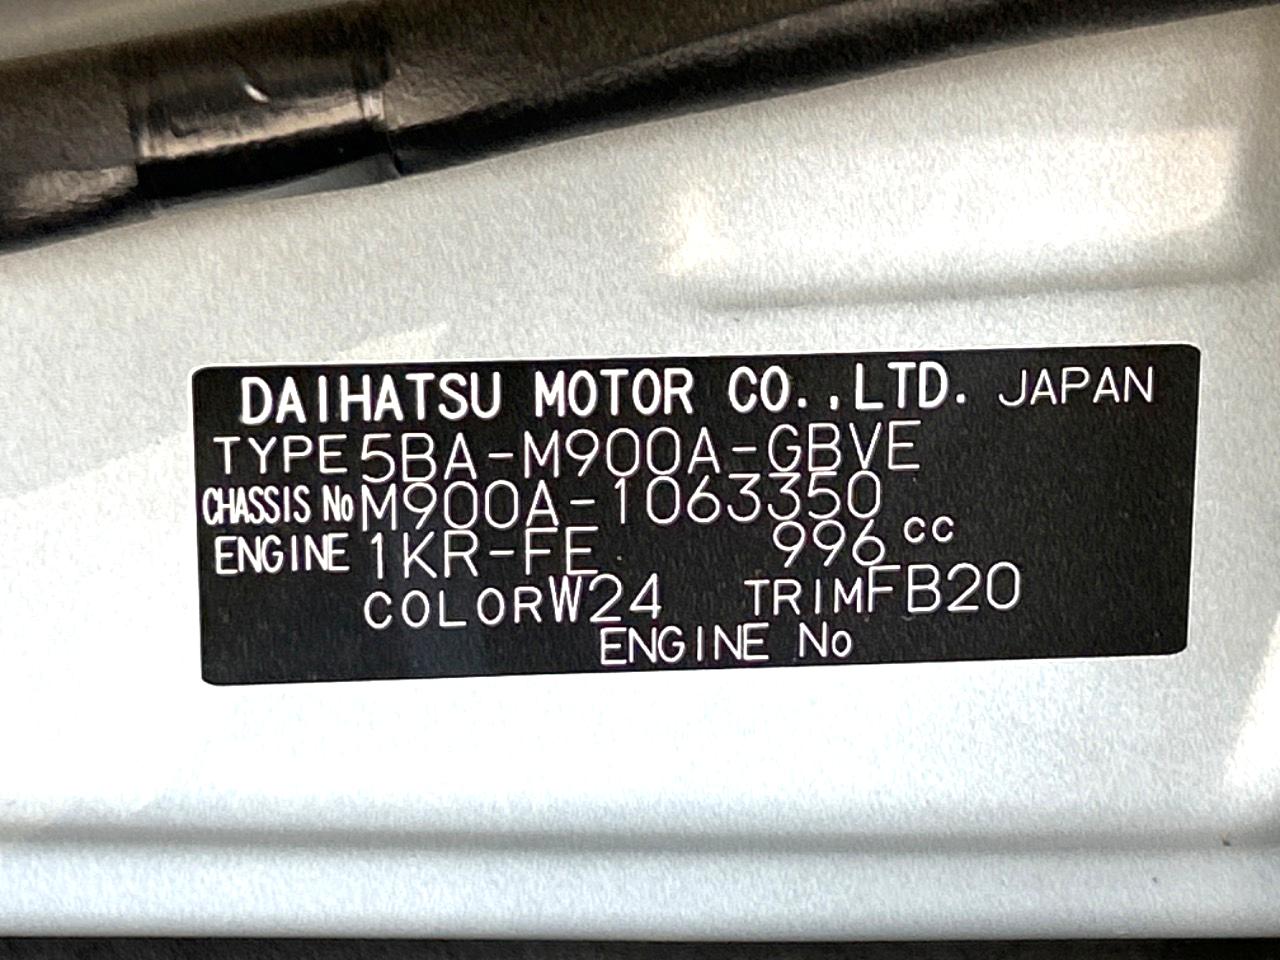 DAIHATSU MOTOR CO.,LTD. JAPAN
TYPE 5BA-M900A-GBVE
CHASSIS No M900A-1063350
ENGINE 1KR-FE 996 cc
COLOR W24 TRIM FB20
ENGINE No